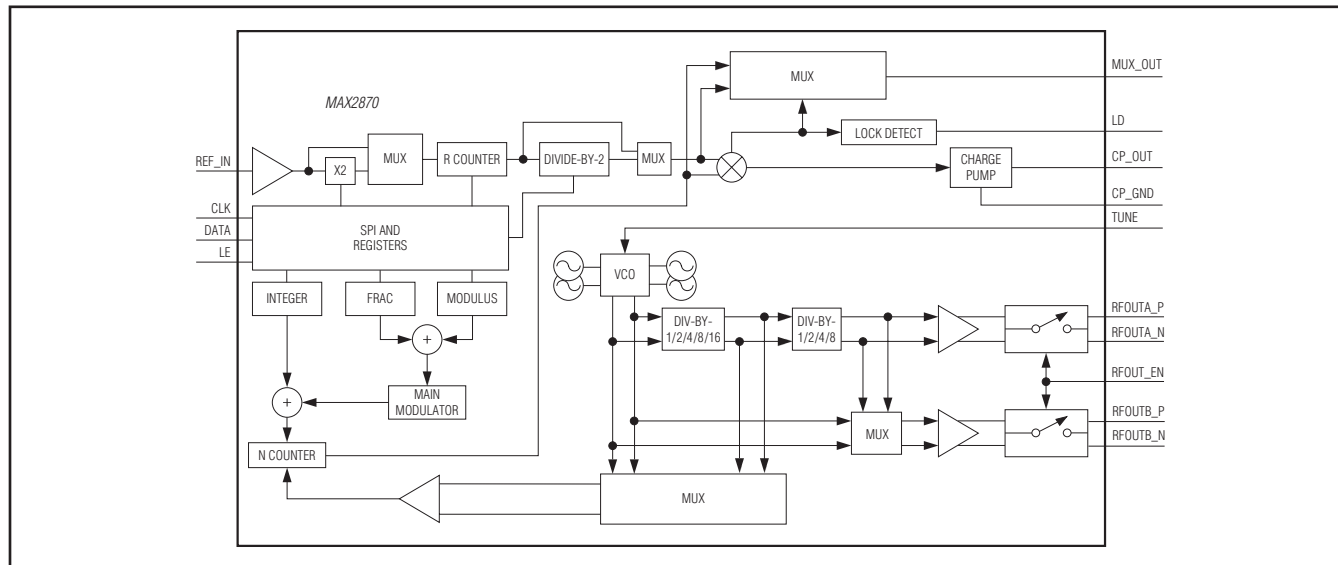 MAX2870
REF_IN
CLK
DATA
LE
X2
MUX
R COUNTER
DIVIDE-BY-2
MUX
MUX
LOCK DETECT
CHARGE
PUMP
MUX_OUT
LD
CP_OUT
CP_GND
TUNE
SPI AND
REGISTERS
INTEGER
FRAC
MODULUS
+
MAIN
MODULATOR
+
N COUNTER
VCO
DIV-BY-
1/2/4/8/16
DIV-BY-
1/2/4/8
MUX
MUX
RFOUTA_P
RFOUTA_N
RFOUT_EN
RFOUTB_P
RFOUTB_N